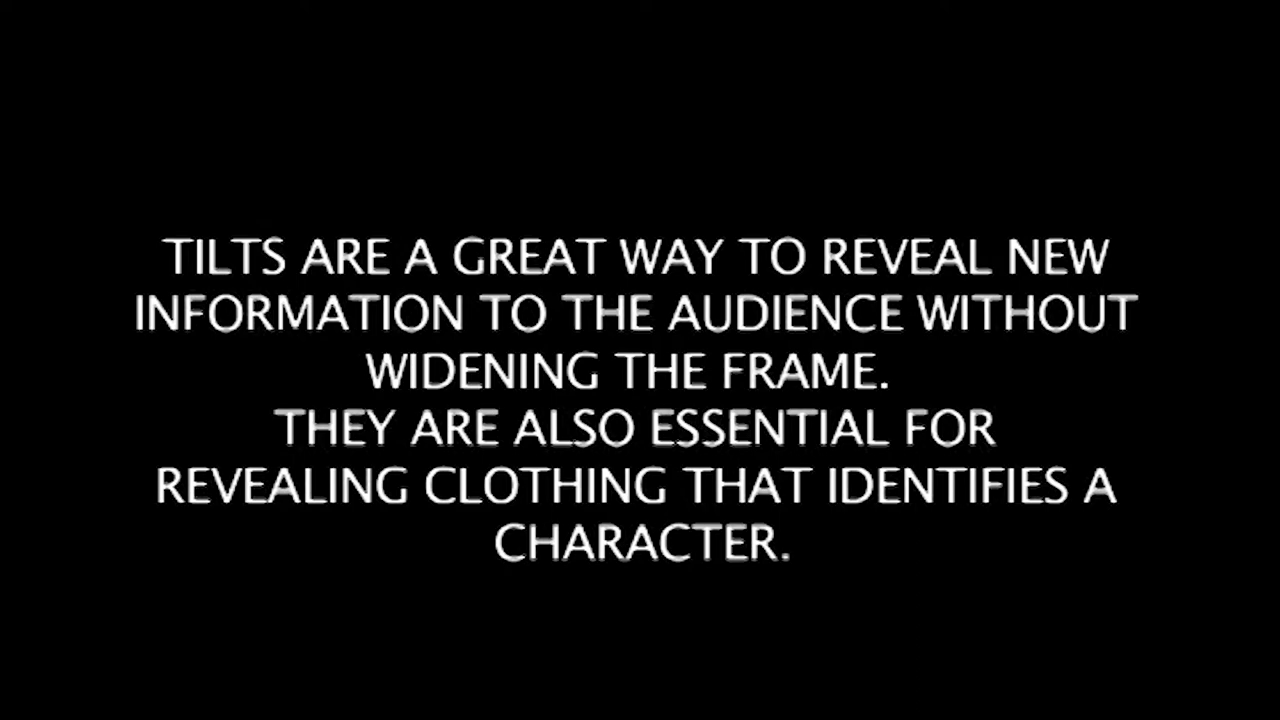 TILTS ARE A GREAT WAY TO REVEAL NEW
INFORMATION TO THE AUDIENCE WITHOUT
WIDENING THE FRAME.
THEY ARE ALSO ESSENTIAL FOR
REVEALING CLOTHING THAT IDENTIFIES A
CHARACTER.